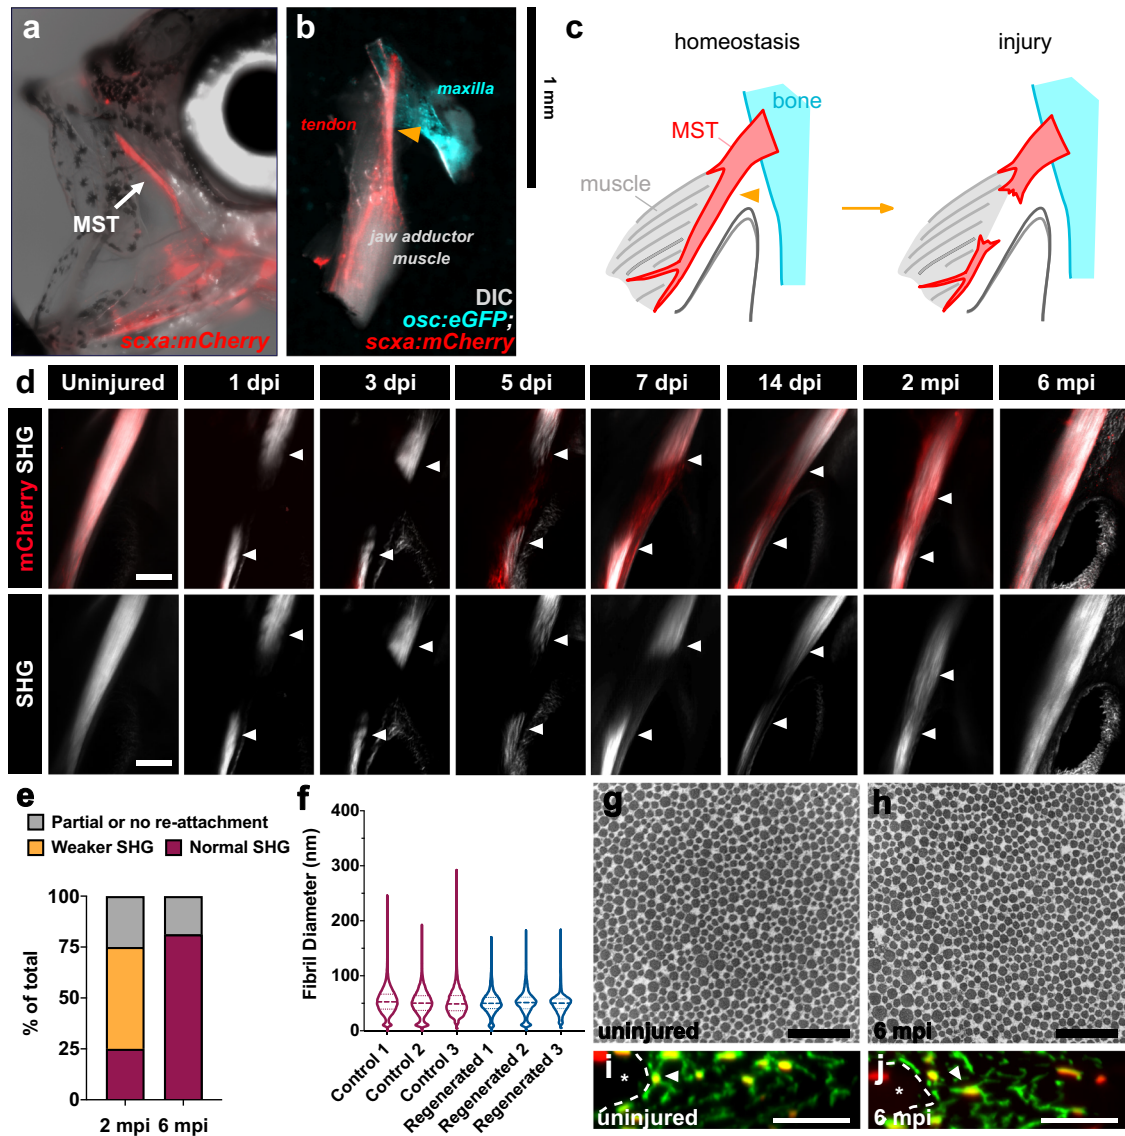 a
MST
scxa:mCherry
b
maxilla
tendon
jaw adductor
muscle
DIC
osc:eGFP;
scxa:mCherry
1 mm
c
homeostasis
injury
bone
MST
muscle
d
Uninjured
1 dpi
3 dpi
5 dpi
7 dpi
14 dpi
2 mpi
6 mpi
mCherry SHG
SHG
e
Partial or no re-attachment
Weaker SHG
Normal SHG
% of total
100
75
50
25
0
2 mpi
6 mpi
f
Fibril Diameter (nm)
400
300
200
100
50
0
Control 1
Control 2
Control 3
Regenerated 1
Regenerated 2
Regenerated 3
g
uninjured
h
6 mpi
i
*
uninjured
j
*
6 mpi